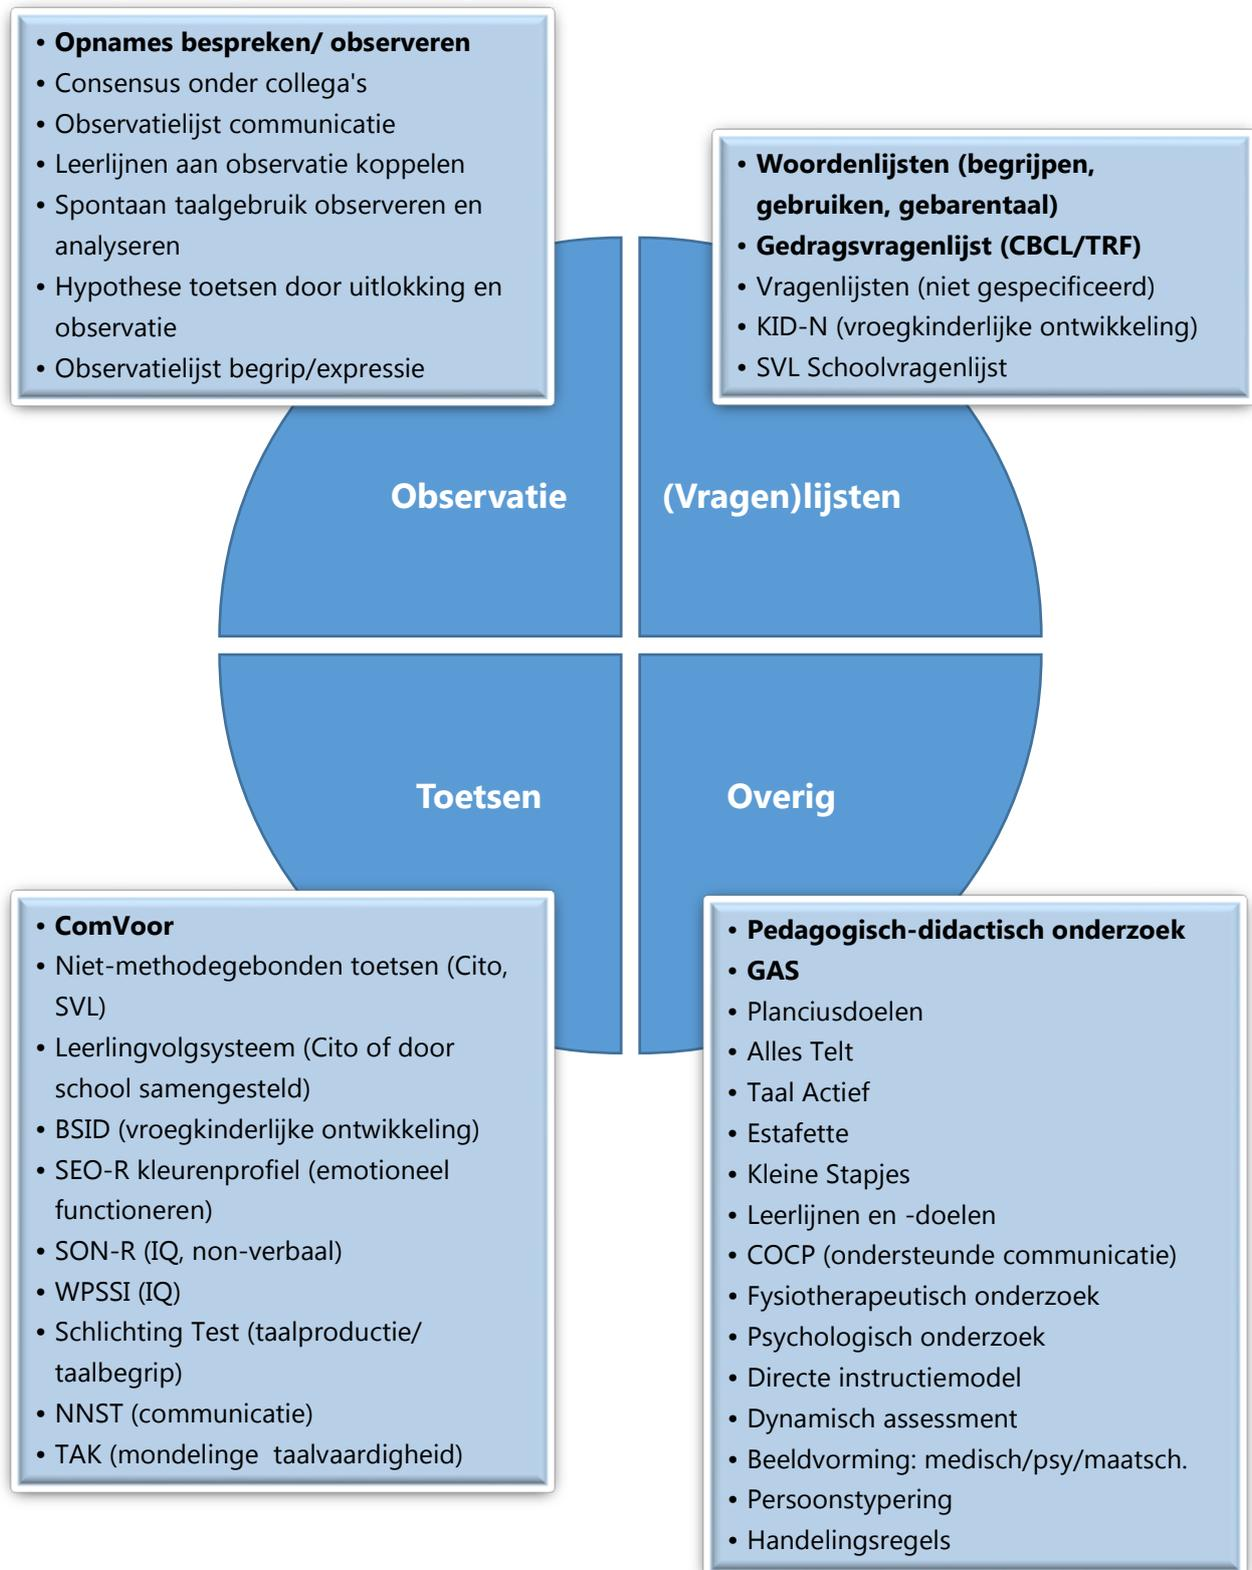 • Opnames bespreken/ observeren
• Consensus onder collega's
• Observatielijst communicatie
• Leerlijnen aan observatie koppelen
• Spontaan taalgebruik observeren en
analyseren
• Hypothese toetsen door uitlokking en
observatie
• Observatielijst begrip/expressie
• Woordenlijsten (begrijpen,
gebruiken, gebarentaal)
• Gedragsvragenlijst (CBCL/TRF)
• Vragenlijsten (niet gespecificeerd)
• KID-N (vroegkinderlijke ontwikkeling)
• SVL Schoolvragenlijst
Observatie
(Vragen)lijsten
Toetsen
Overig
• ComVoor
• Niet-methodegebonden toetsen (Cito,
SVL)
• Leerlingvolgsysteem (Cito of door
school samengesteld)
• BSID (vroegkinderlijke ontwikkeling)
• SEO-R kleurenprofiel (emotioneel
functioneren)
• SON-R (IQ, non-verbaal)
• WPSSI (IQ)
• Schlichting Test (taalproductie/
taalbegrip)
• NNST (communicatie)
• TAK (mondelinge  taalvaardigheid)
• Pedagogisch-didactisch onderzoek
• GAS
• Planciusdoelen
• Alles Telt
• Taal Actief
• Estafette
• Kleine Stapjes
• Leerlijnen en -doelen
• COCP (ondersteunde communicatie)
• Fysiotherapeutisch onderzoek
• Psychologisch onderzoek
• Directe instructiemodel
• Dynamisch assessment
• Beeldvorming: medisch/psy/maatsch.
• Persoonstypering
• Handelingsregels